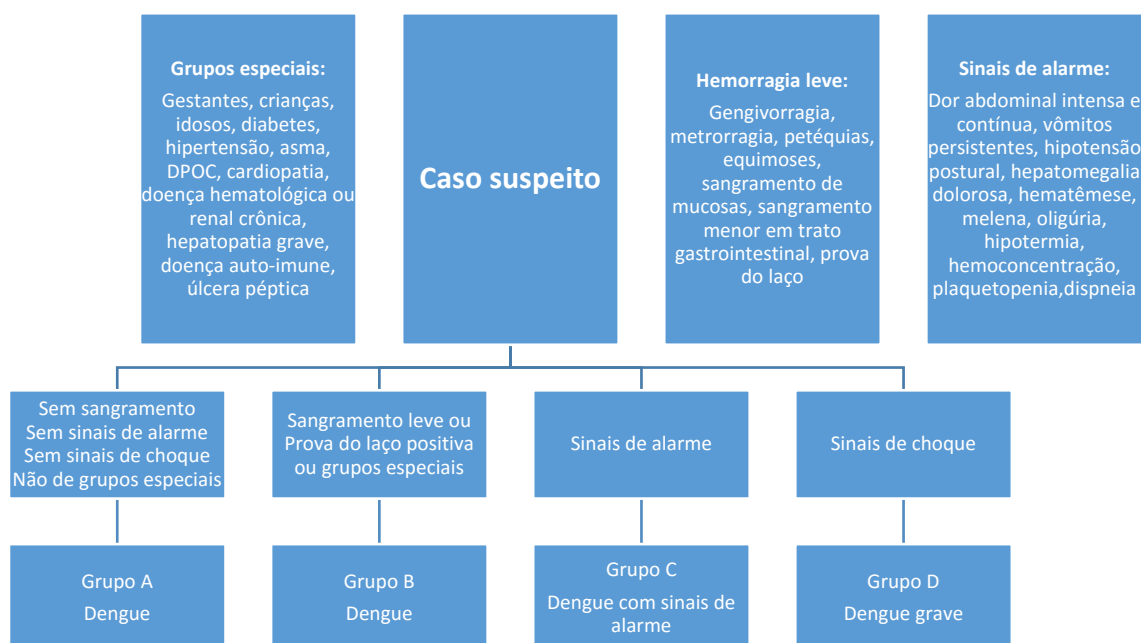 Grupos especiais:
Gestantes, crianças,
idosos, diabetes,
hipertensão, asma,
DPOC, cardiopatia,
doença hematológica ou
renal crônica,
hepatopatia grave,
doença auto-imune,
úlcera péptica
Caso suspeito
Hemorragia leve:
Gengivorragia,
metrorragia, petéquias,
equimoses,
sangramento de
mucosas, sangramento
menor em trato
gastrointestinal, prova
do laço
Sinais de alarme:
Dor abdominal intensa e
contínua, vômitos
persistentes, hipotensão
postural, hepatomegalia
dolorosa, hematêmese,
melena, oligúria,
hipotermia,
hemoconcentração,
plaquetopenia,dispneia
Sem sangramento
Sem sinais de alarme
Sem sinais de choque
Não de grupos especiais
Sangramento leve ou
Prova do laço positiva
ou grupos especiais
Sinais de alarme
Sinais de choque
Grupo A
Dengue
Grupo B
Dengue
Grupo C
Dengue com sinais de
alarme
Grupo D
Dengue grave